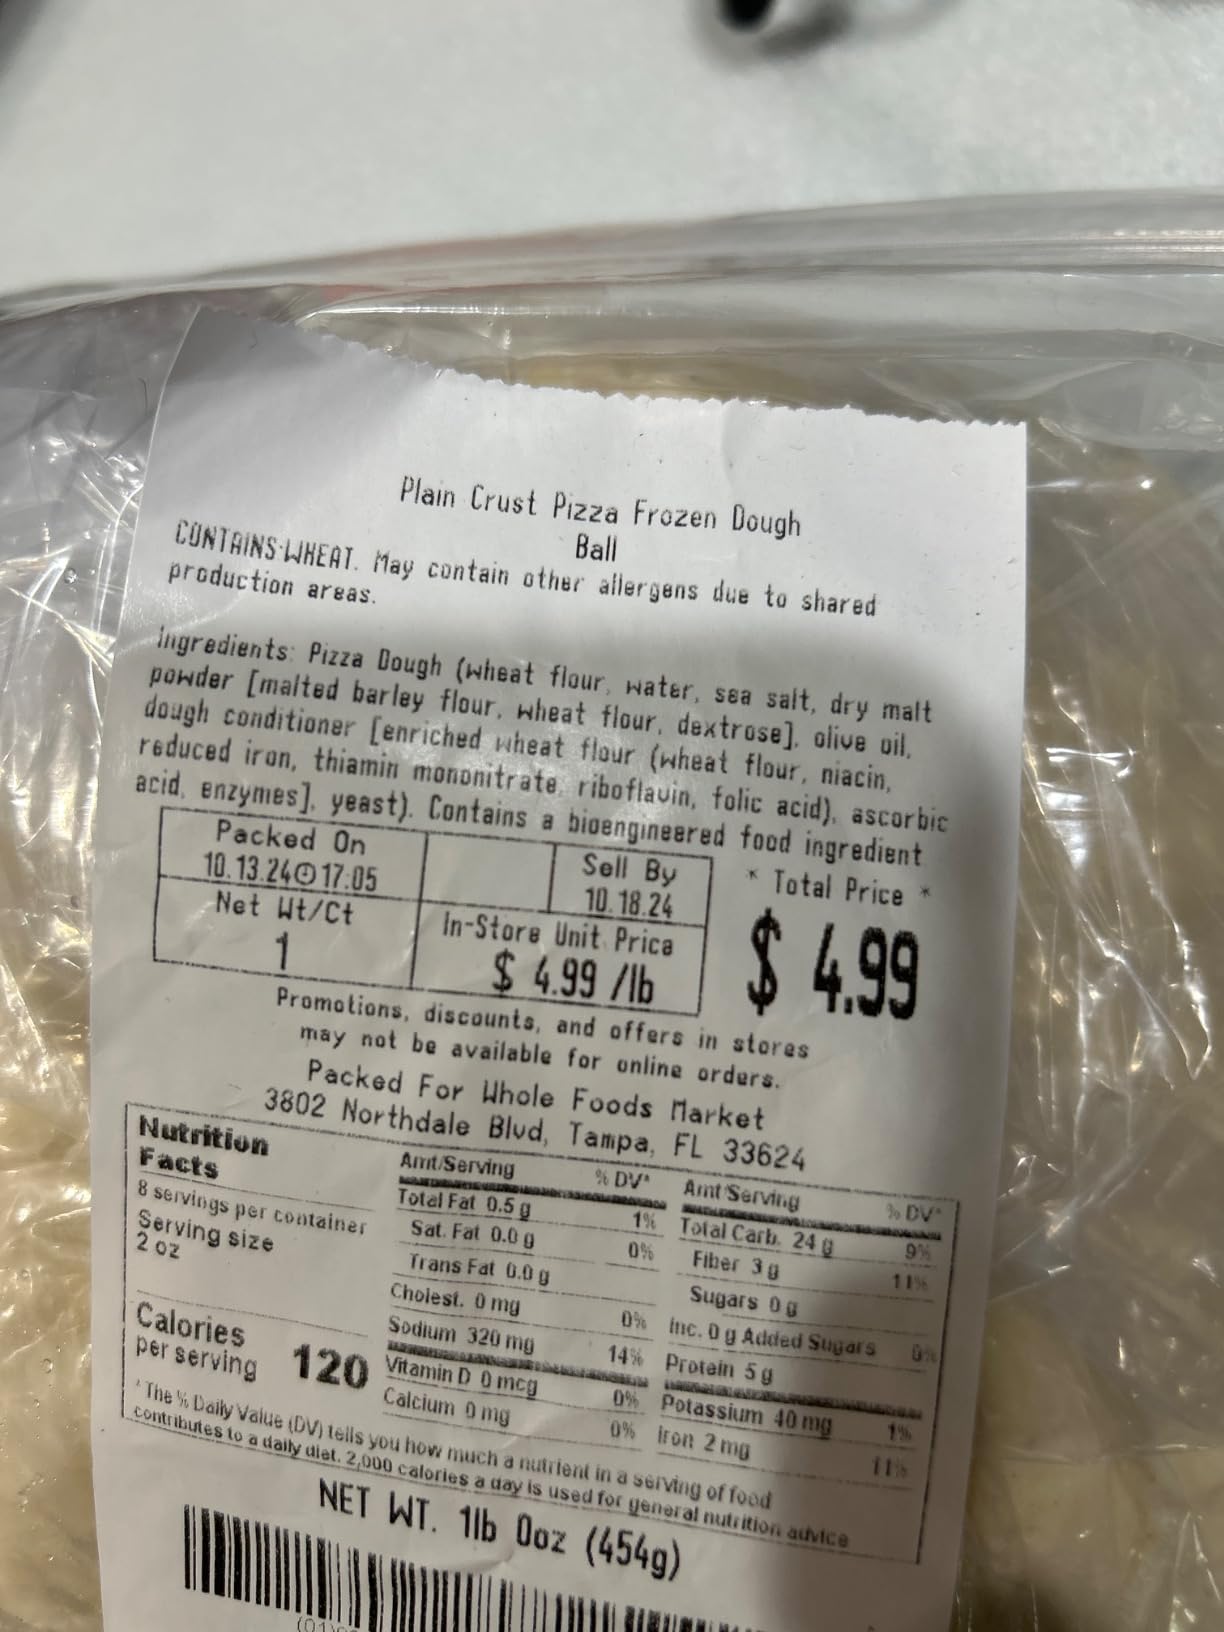 Plain Crust Pizza Frozen Dough
Ball
CONTAINS:WHEAT. May contain other allergens due to shared
production areas.
Ingredients: Pizza Dough (wheat flour, water, sea salt, dry malt
powder [malted barley flour, wheat flour, dextrose], olive oil,
dough conditioner [enriched wheat flour (wheat flour, niacin,
reduced iron, thiamin mononitrate, riboflavin, folic acid), ascorbic
acid, enzymes], yeast). Contains a bioengineered food ingredient
Packed On
10.13.24 17:05
Sell By
10.18.24
* Total Price *
$ 4.99
Net Wt/Ct
1
In-Store Unit Price
$ 4.99 /lb
Promotions, discounts, and offers in stores
may not be available for online orders.
Packed For Whole Foods Market
3802 Northdale Blvd, Tampa, FL 33624
Nutrition
Facts
8 servings per container
Serving size
2 oz
Calories
per serving 120
Amt/Serving % DV*
Total Fat 0.5 g 1%
Sat. Fat 0.0 g 0%
Trans Fat 0.0 g
Cholest. 0 mg 0%
Sodium 320 mg 14%
Vitamin D 0 mcg 0%
Calcium 0 mg 0%
Amt/Serving % DV*
Total Carb. 24 g 9%
Fiber 3 g 11%
Sugars 0 g
Inc. 0 g Added Sugars 0%
Protein 5 g
Potassium 40 mg 1%
Iron 2 mg 11%
* The % Daily Value (DV) tells you how much a nutrient in a serving of food
contributes to a daily diet. 2,000 calories a day is used for general nutrition advice
NET WT. 1lb 0oz (454g)